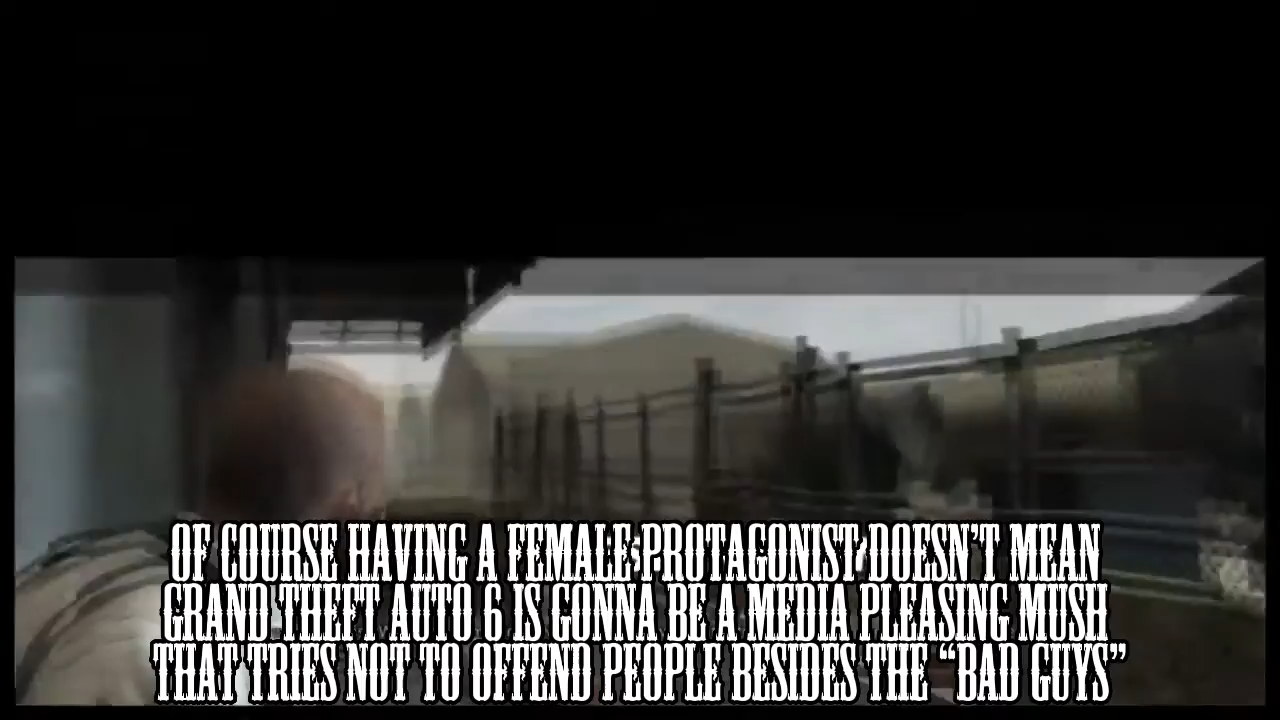 OF COURSE HAVING A FEMALE PROTAGONIST DOESN'T MEAN
GRAND THEFT AUTO 6 IS GONNA BE A MEDIA PLEASING MUSH
THAT TRIES NOT TO OFFEND PEOPLE BESIDES THE “BAD GUYS”